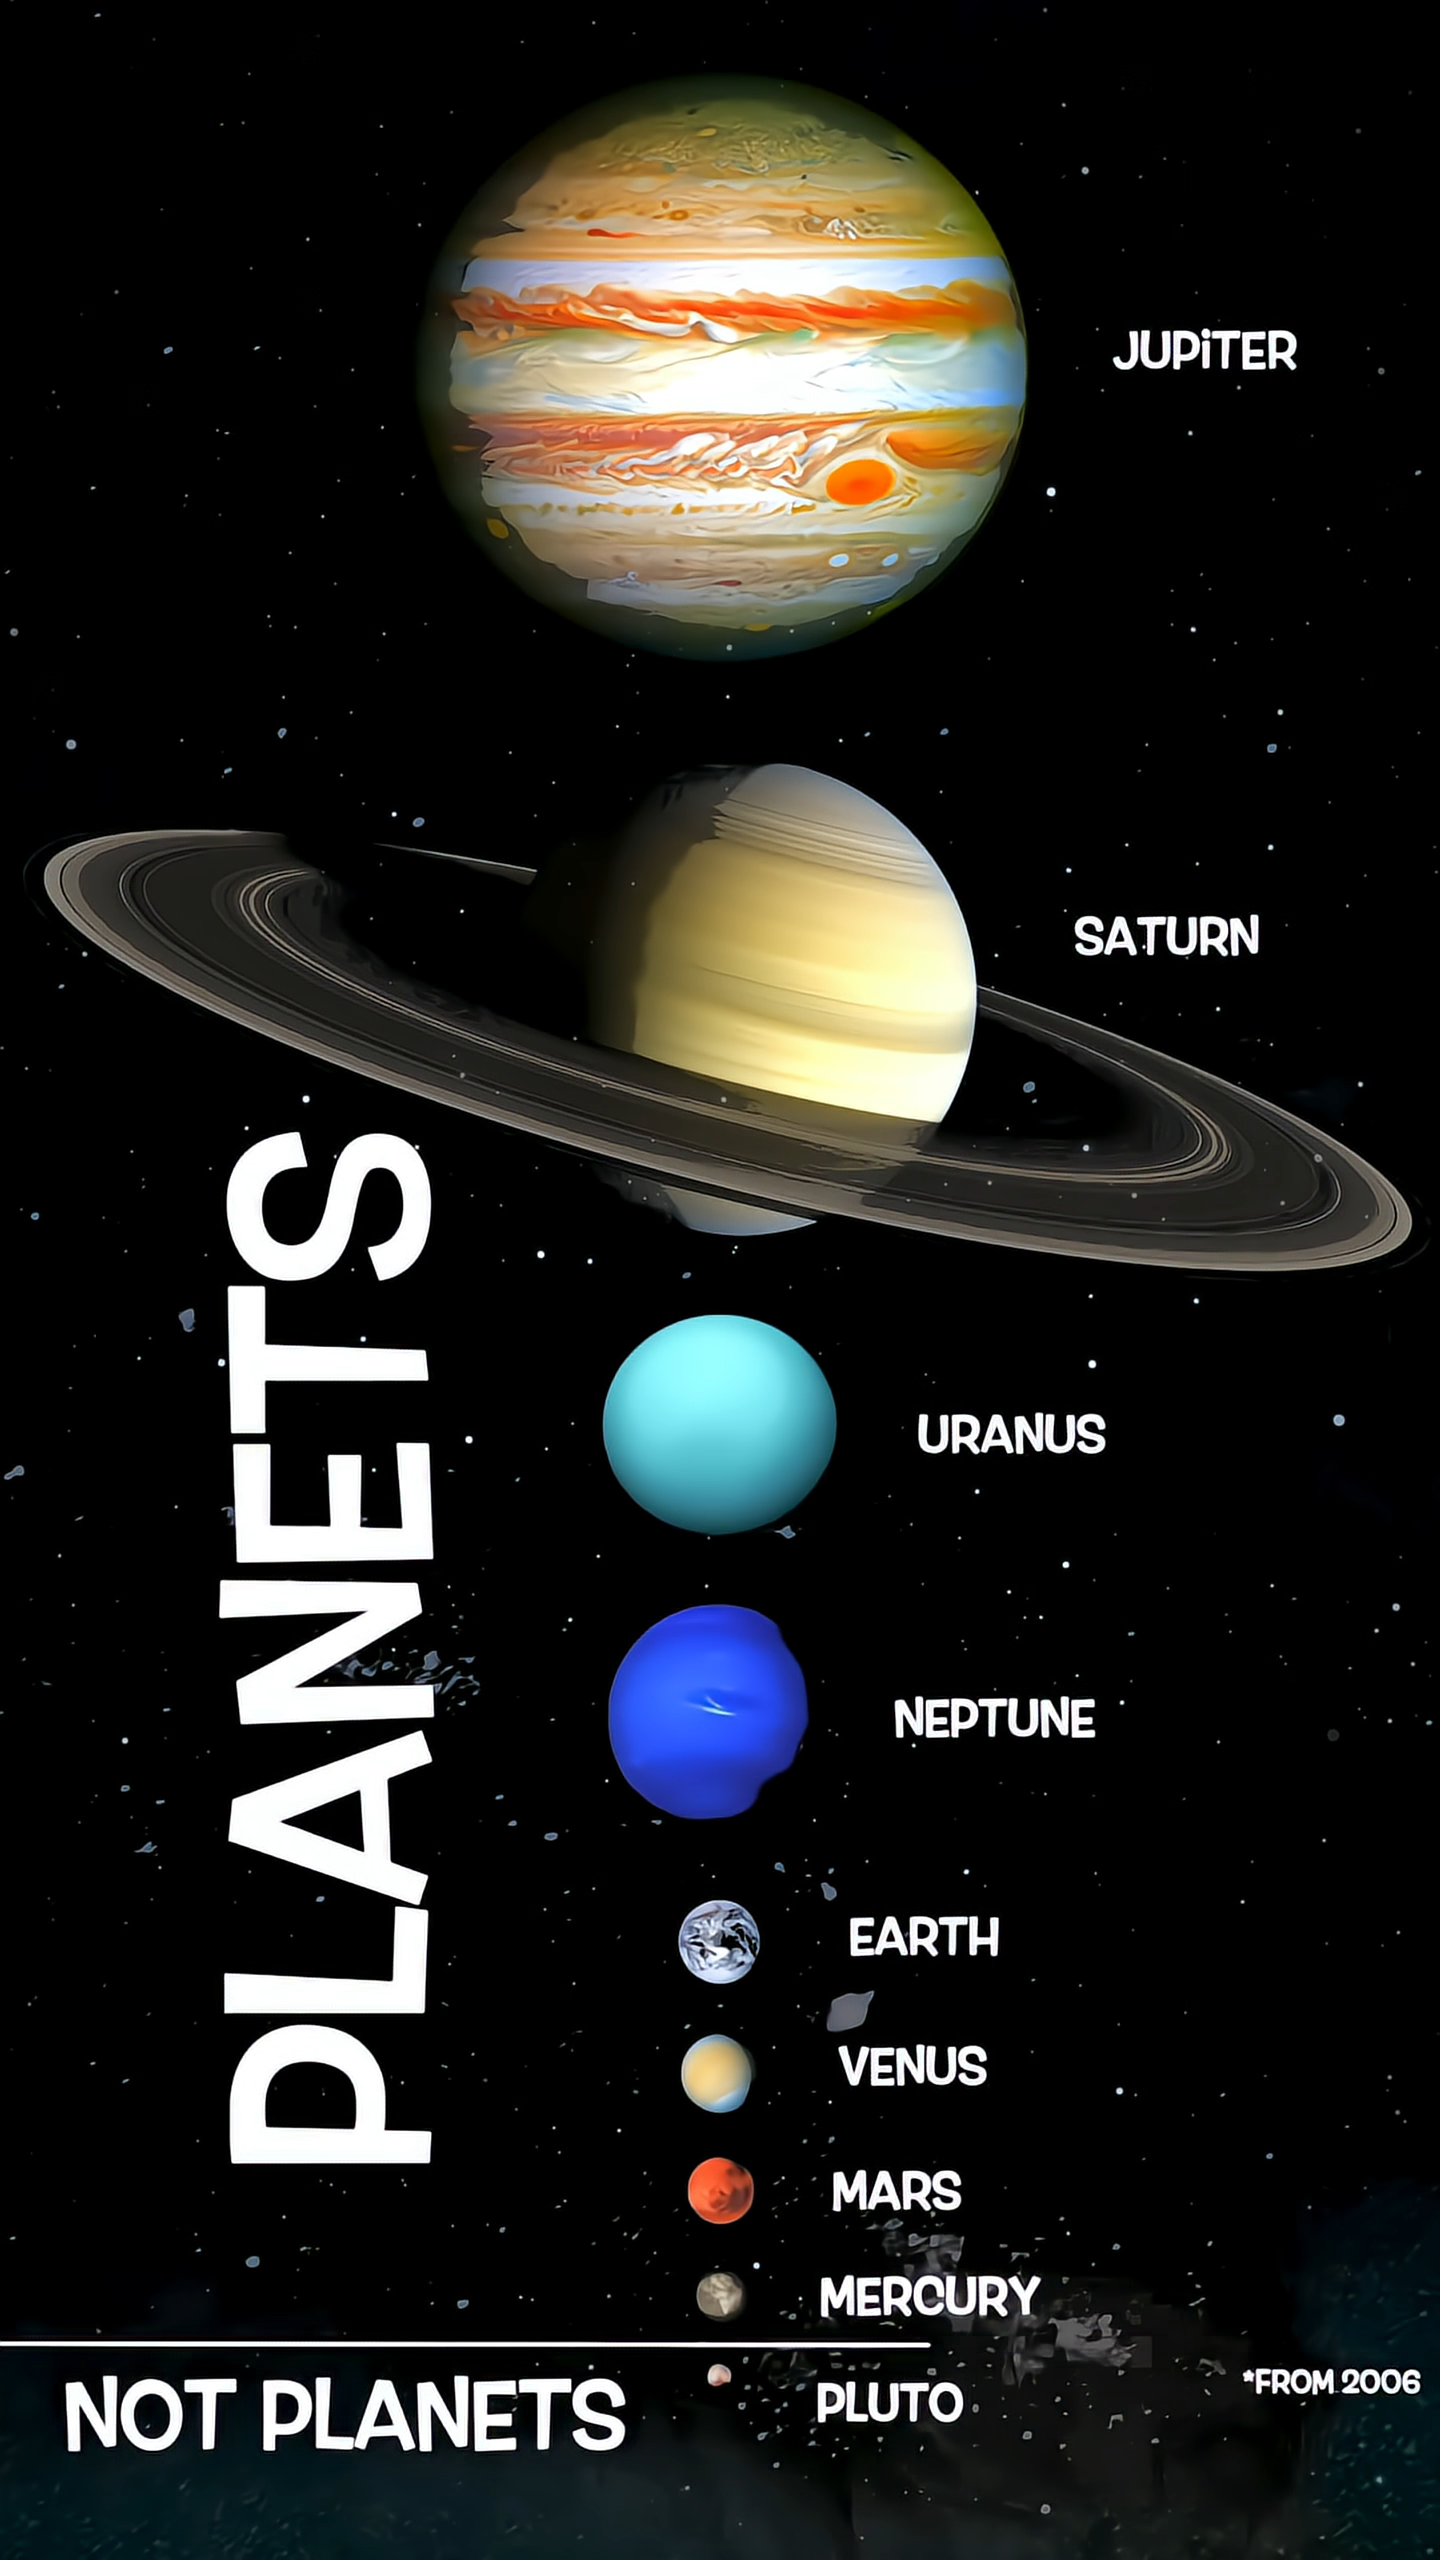 JUPiTER
SATURN
PLANETS
URANUS
NEPTUNE
EARTH
VENUS
MARS
MERCURY
NOT PLANETS
PLUTO
*FROM 2006